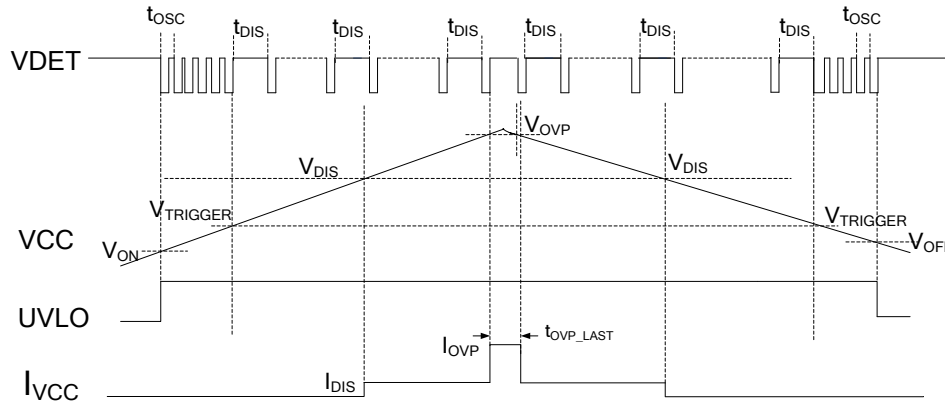 tOSC tDIS tDIS tDIS tDIS tDIS tDIS tOSC
VDET
VOVP
VDIS VDIS
VTRIGGER VTRIGGER
VCC VON VOFF
UVLO
IOVP tOVP_LAST
IVCC IDIS